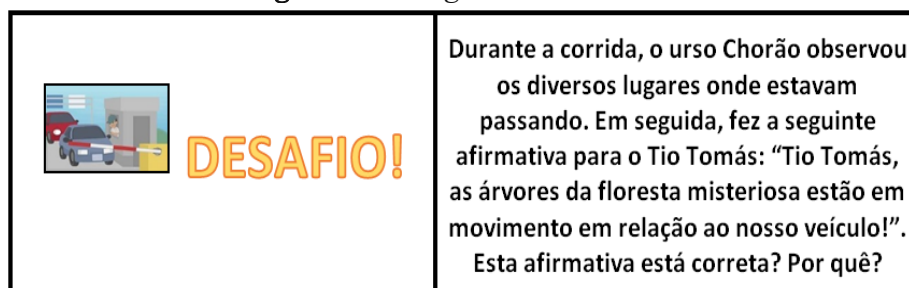 DESAFIO!
Durante a corrida, o urso Chorão observou
os diversos lugares onde estavam
passando. Em seguida, fez a seguinte
afirmativa para o Tio Tomás: “Tio Tomás,
as árvores da floresta misteriosa estão em
movimento em relação ao nosso veículo!”.
Esta afirmativa está correta? Por quê?